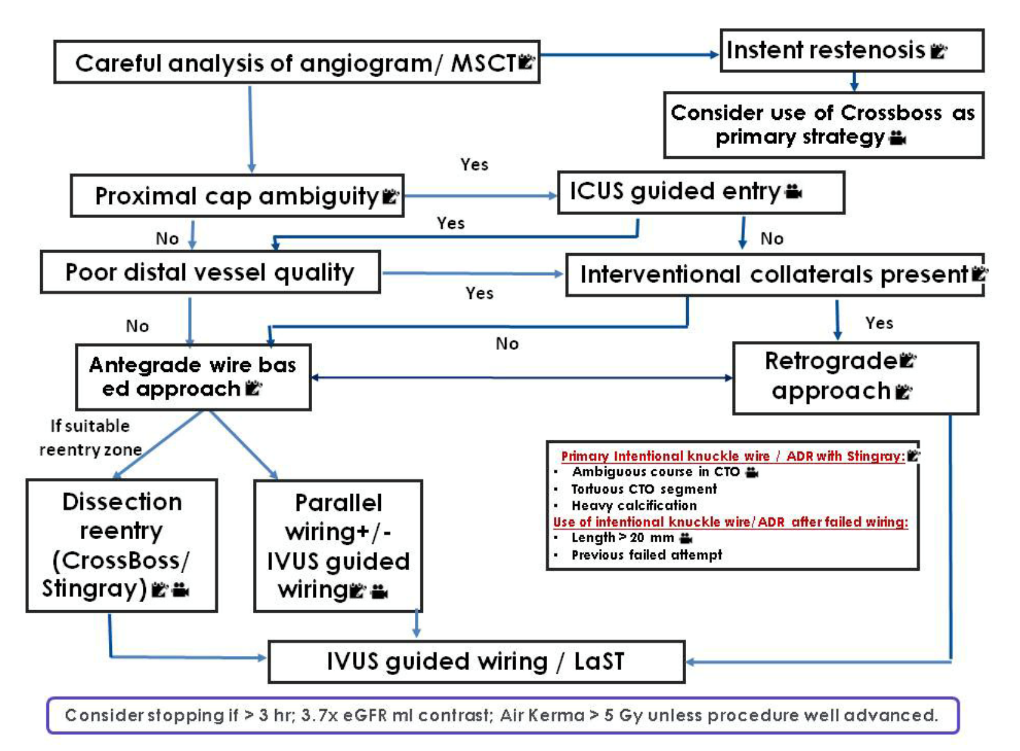 Careful analysis of angiogram/ MSCT
Instent restenosis
Consider use of Crossboss as
primary strategy
Yes
Proximal cap ambiguity
ICUS guided entry
Yes
No
No
Poor distal vessel quality
Interventional collaterals present
Yes
No
Yes
No
Antegrade wire bas
ed approach
Retrograde
approach
If suitable
reentry zone
Primary Intentional knuckle wire / ADR with Stingray:
• Ambiguous course in CTO
• Tortuous CTO segment
• Heavy calcification
Use of intentional knuckle wire/ADR after failed wiring:
• Length > 20 mm
• Previous failed attempt
Dissection
reentry
(CrossBoss/
Stingray)
Parallel
wiring+/-
IVUS guided
wiring
IVUS guided wiring / LaST
Consider stopping if > 3 hr; 3.7x eGFR ml contrast; Air Kerma > 5 Gy unless procedure well advanced.